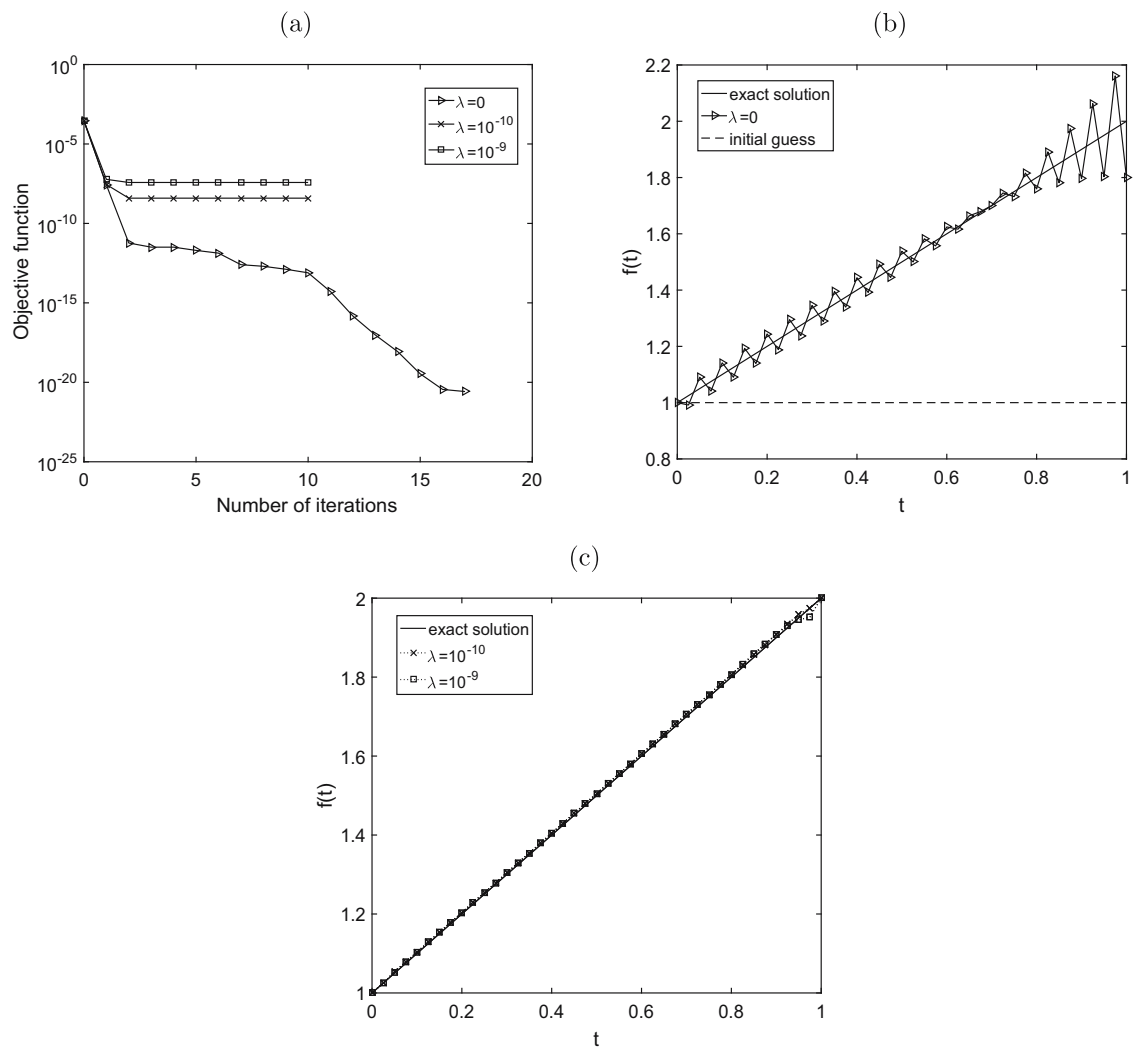 (a)
10^0
10^-5
10^-10
10^-15
10^-20
10^-25
Objective function
0 5 10 15 20
Number of iterations
λ=0
λ=10^-10
λ=10^-9
(b)
2.2
2
1.8
1.6
1.4
1.2
1
0.8
f(t)
0 0.2 0.4 0.6 0.8 1
t
exact solution
λ=0
initial guess
(c)
2
1.8
1.6
1.4
1.2
1
f(t)
0 0.2 0.4 0.6 0.8 1
t
exact solution
λ=10^-10
λ=10^-9